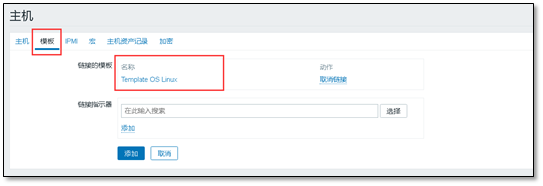 主机
主机 模板 IPMI 宏 主机资产记录 加密
链接的模板 名称 动作
Template OS Linux 取消链接
链接指示器 在此输入搜索 选择
添加
添加 取消